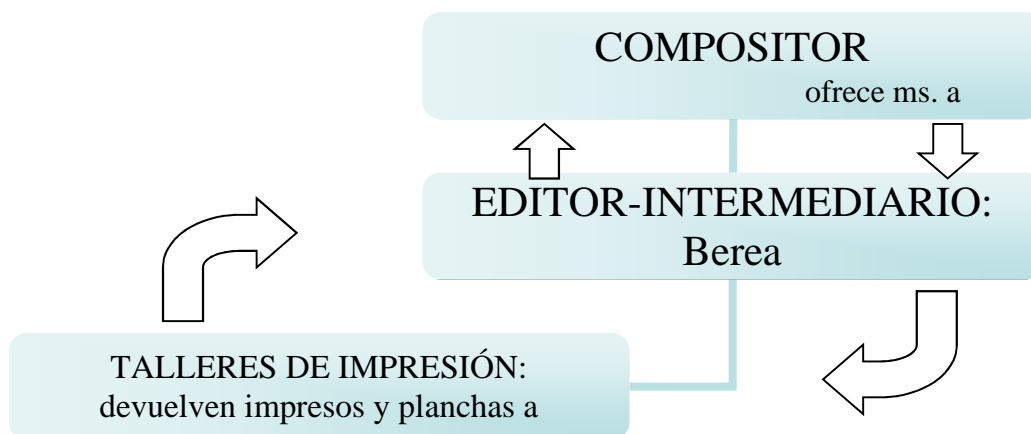 COMPOSITOR
ofrece ms. a
EDITOR-INTERMEDIARIO:
Berea
TALLERES DE IMPRESIÓN:
devuelven impresos y planchas a